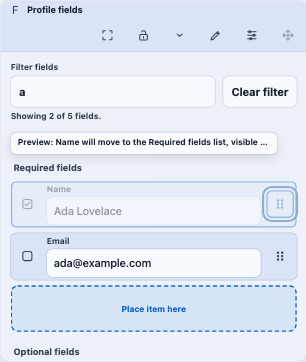 F Profile fields
Filter fields
a
Clear filter
Showing 2 of 5 fields.
Preview: Name will move to the Required fields list, visible ...
Required fields
Name
Ada Lovelace
Email
ada@example.com
Place item here
Optional fields